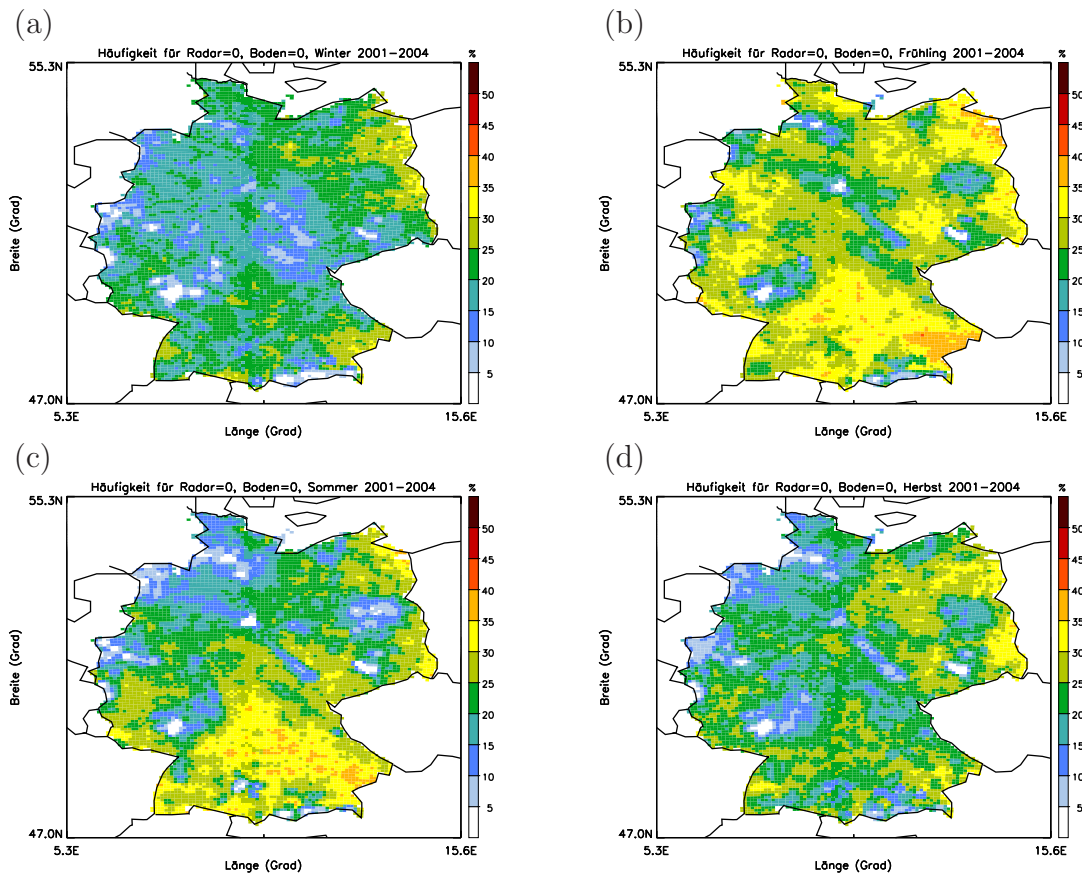 (a)
Häufigkeit für Radar=0, Boden=0, Winter 2001-2004
%
55.3N
50
45
40
35
30
25
20
15
10
5
Breite (Grad)
47.0N
5.3E
15.6E
Länge (Grad)
(b)
Häufigkeit für Radar=0, Boden=0, Frühling 2001-2004
%
55.3N
50
45
40
35
30
25
20
15
10
5
Breite (Grad)
47.0N
5.3E
15.6E
Länge (Grad)
(c)
Häufigkeit für Radar=0, Boden=0, Sommer 2001-2004
%
55.3N
50
45
40
35
30
25
20
15
10
5
Breite (Grad)
47.0N
5.3E
15.6E
Länge (Grad)
(d)
Häufigkeit für Radar=0, Boden=0, Herbst 2001-2004
%
55.3N
50
45
40
35
30
25
20
15
10
5
Breite (Grad)
47.0N
5.3E
15.6E
Länge (Grad)